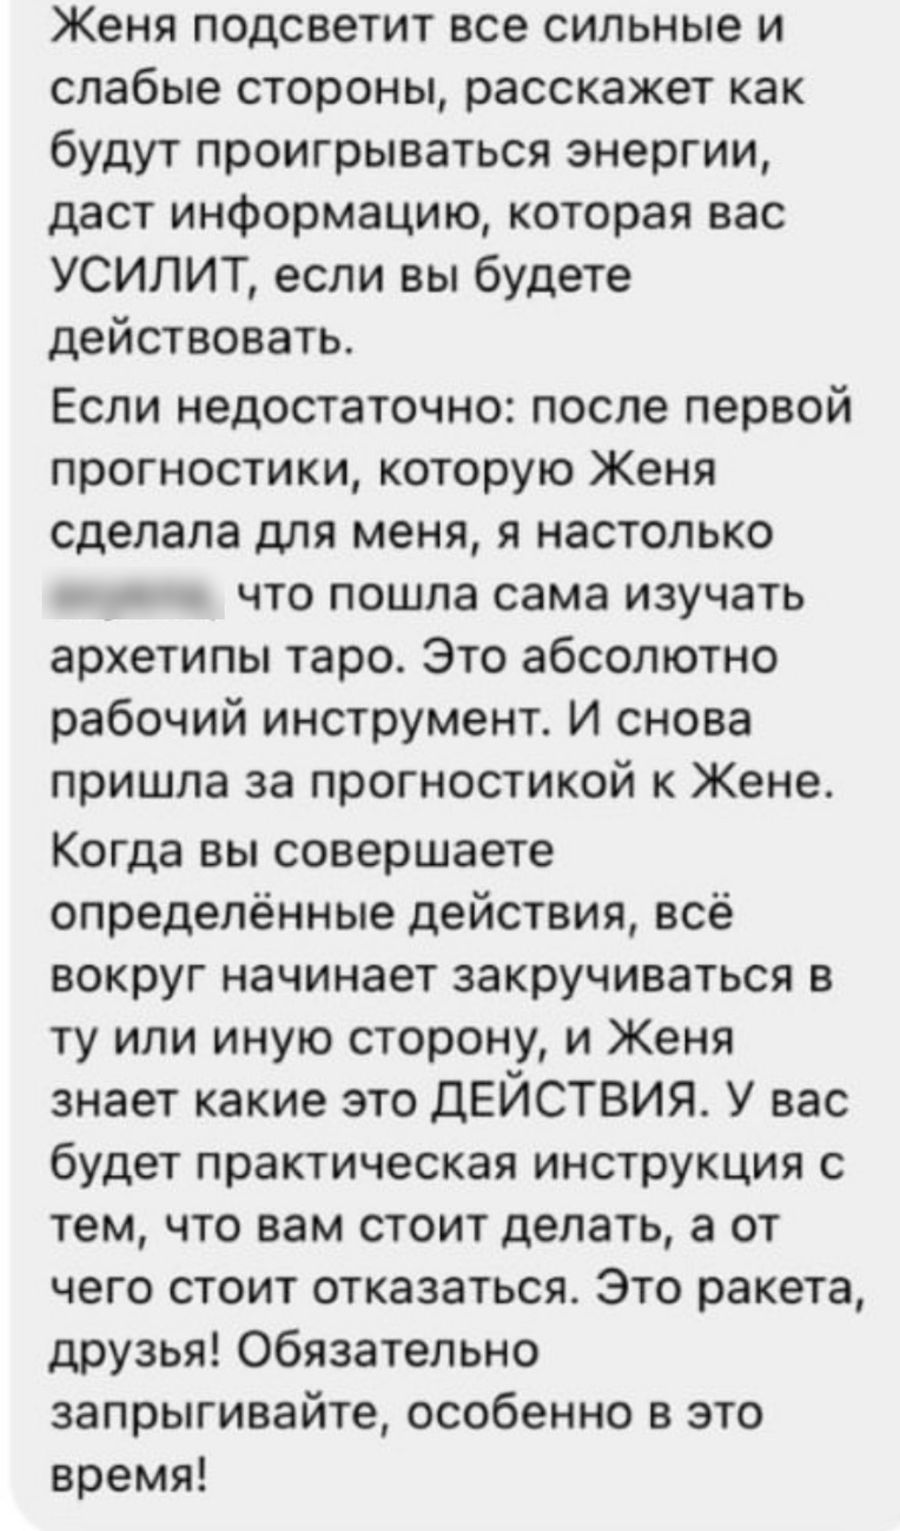 Женя подсветит все сильные и
слабые стороны, расскажет как
будут проигрываться энергии,
даст информацию, которая вас
УСИЛИТ, если вы будете
действовать.
Если недостаточно: после первой
прогностики, которую Женя
сделала для меня, я настолько
что пошла сама изучать
архетипы таро. Это абсолютно
рабочий инструмент. И снова
пришла за прогностикой к Жене.
Когда вы совершаете
определённые действия, всё
вокруг начинает закручиваться в
ту или иную сторону, и Женя
знает какие это ДЕЙСТВИЯ. У вас
будет практическая инструкция с
тем, что вам стоит делать, а от
чего стоит отказаться. Это ракета,
друзья! Обязательно
запрыгивайте, особенно в это
время!